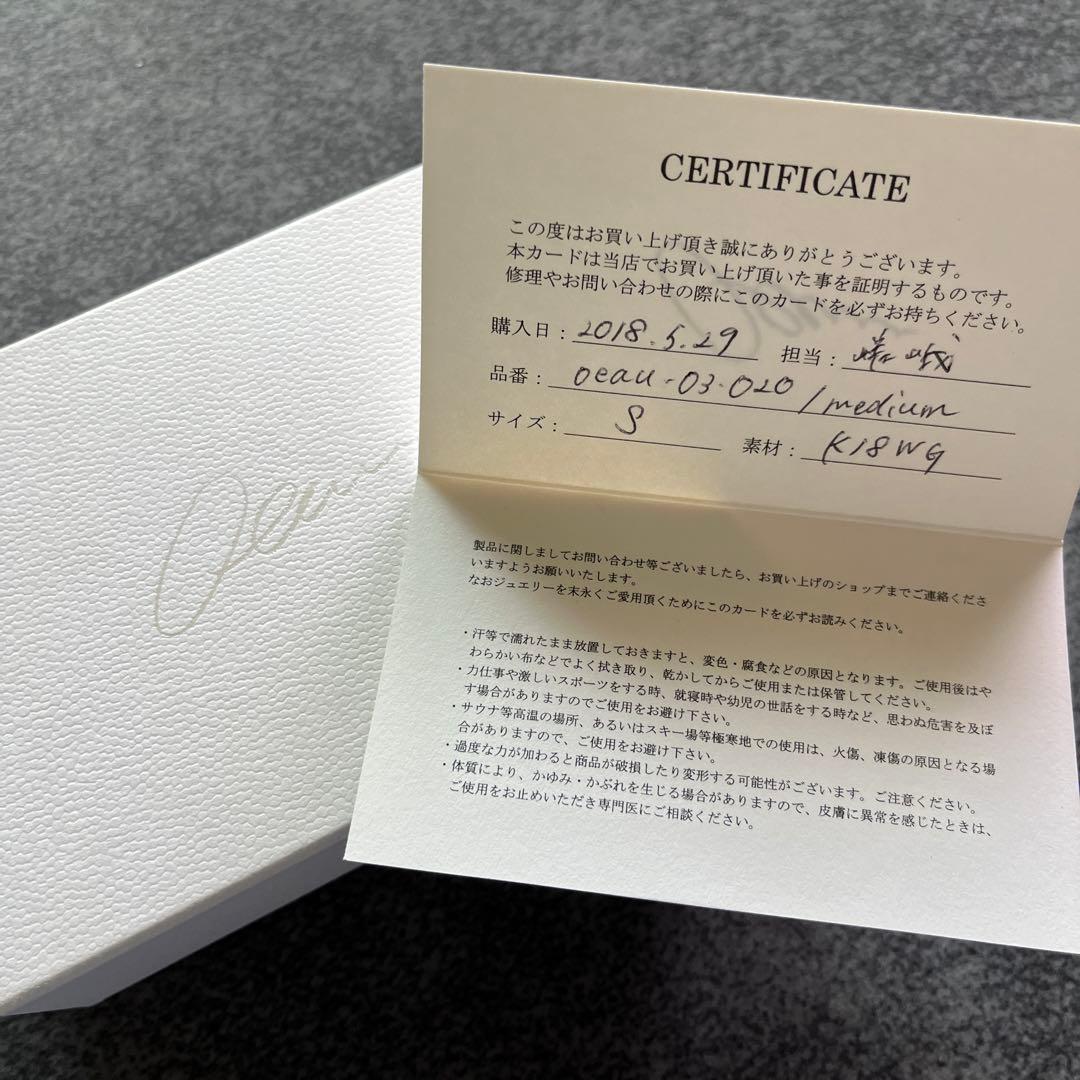 CERTIFICATE
この度はお買い上げ頂き誠にありがとうございます。
本カードは当店でお買い上げ頂いた事を証明するものです。
修理やお問い合わせの際にこのカードを必ずお持ちください。
購入日：2018.5.29 担当：
品番：oeau-03-020/medium
サイズ：S 素材：K18WG
製品に関しましてお問い合わせ等ございましたら、お買い上げのショップまでご連絡くださ
いますようお願いいたします。
なおジュエリーを末永くご愛用頂くためにこのカードを必ずお読みください。
・汗等で濡れたまま放置しておきますと、変色・腐食などの原因となります。ご使用後はや
わらかい布などでよく拭き取り、乾かしてからご使用または保管してください。
・力仕事や激しいスポーツをする時、就寝時や幼児の世話をする時など、思わぬ危害を及ぼ
す場合がありますのでご使用をお避け下さい。
・サウナ等高温の場所、あるいはスキー場等極寒地での使用は、火傷、凍傷の原因となる場
合がありますので、ご使用をお避け下さい。
・過度な力が加わると商品が破損したり変形する可能性がございます。ご注意ください。
・体質により、かゆみ・かぶれを生じる場合がありますので、皮膚に異常を感じたときは、
ご使用をお止めいただき専門医にご相談ください。